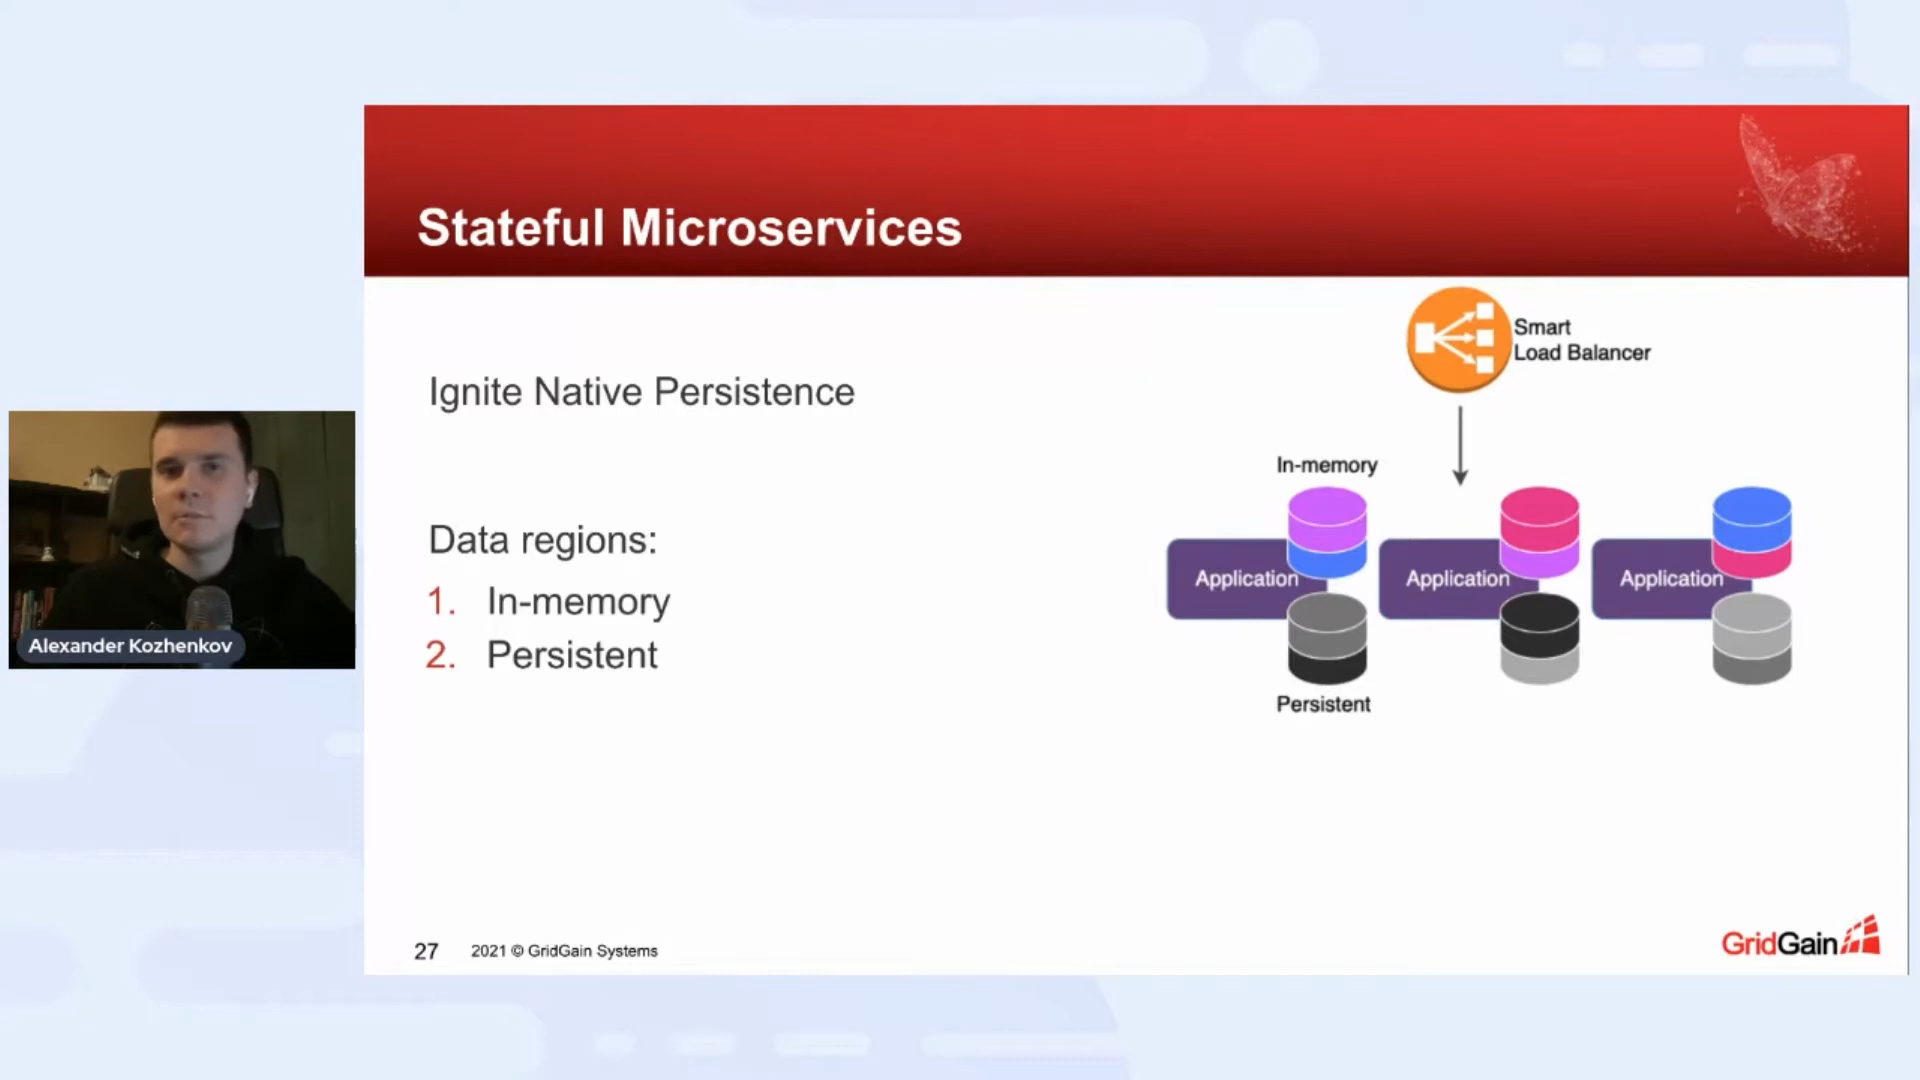 Stateful Microservices
Smart
Load Balancer
Ignite Native Persistence
In-memory
Data regions:
Application
Application
Application
1. In-memory
2. Persistent
Persistent
Alexander Kozhenkov
27 2021 © GridGain Systems
GridGain